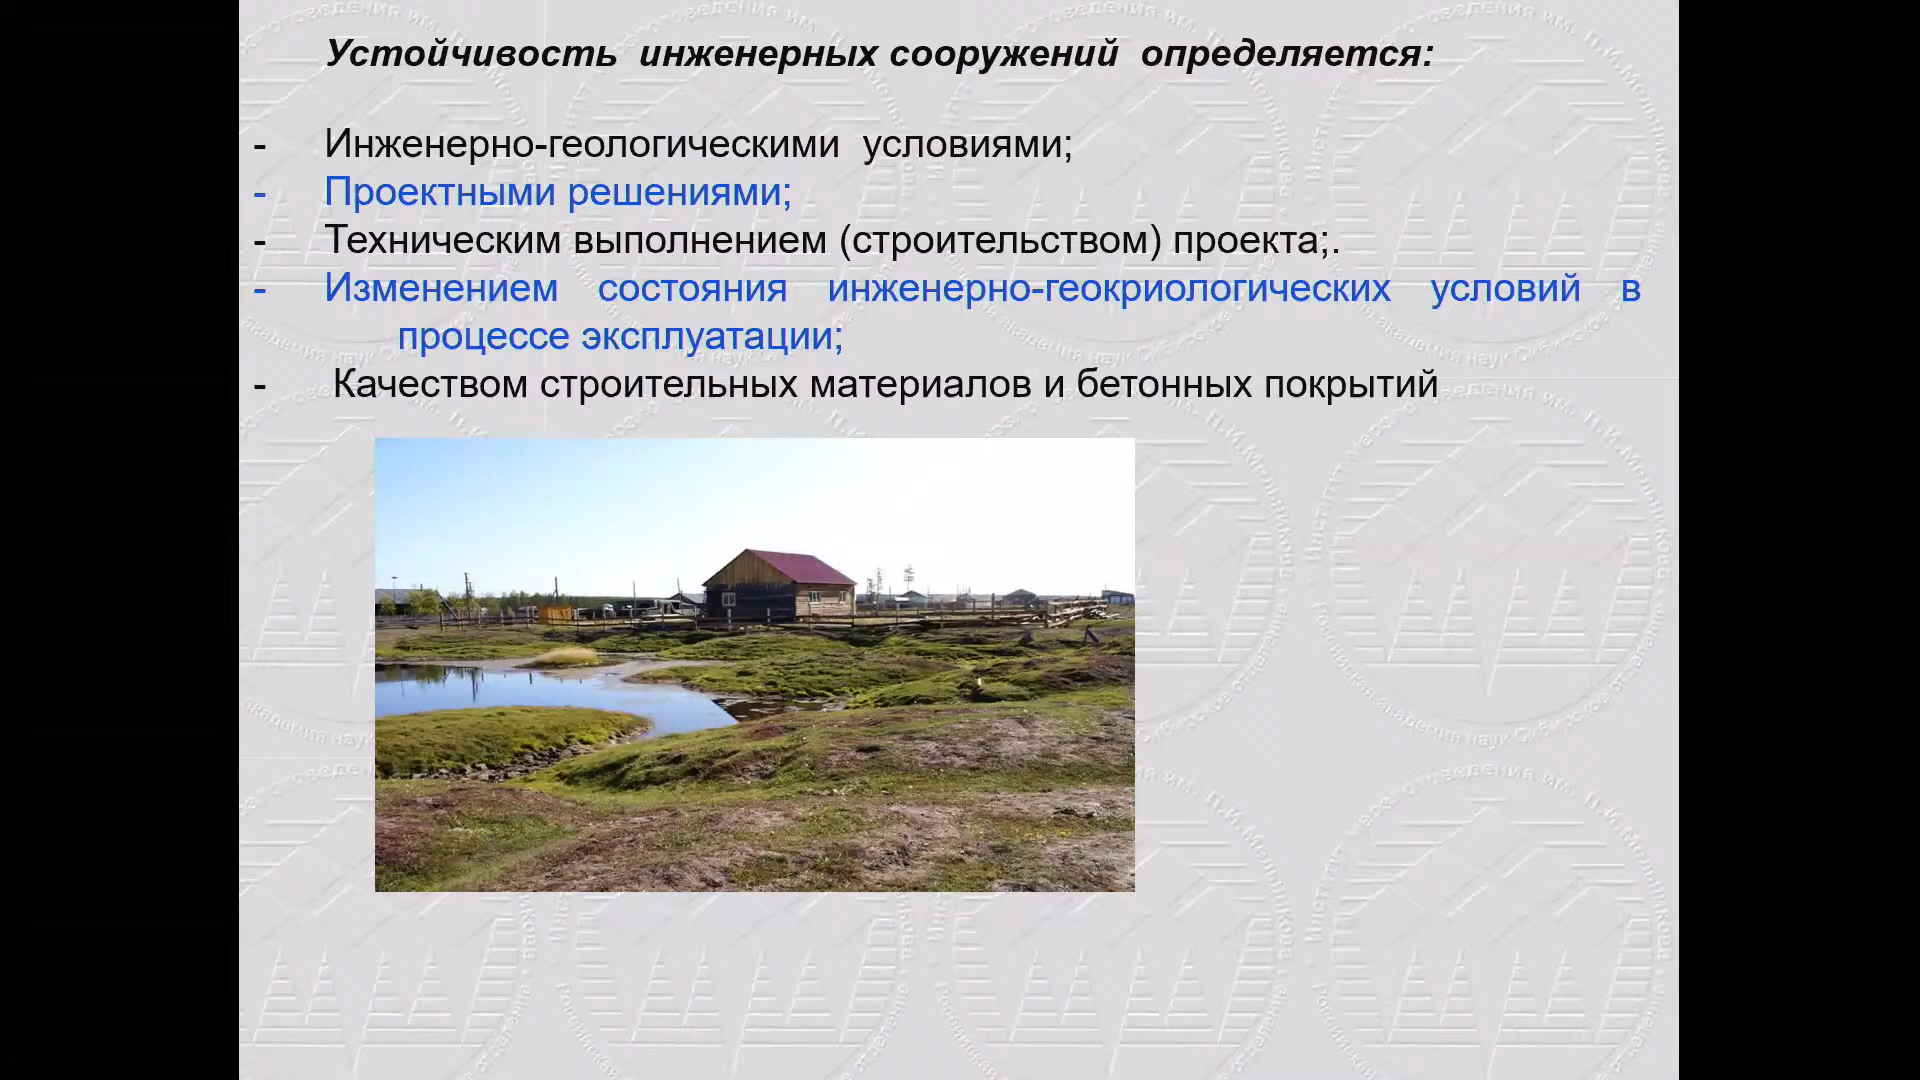 Устойчивость инженерных сооружений определяется:
- Инженерно-геологическими условиями;
- Проектными решениями;
- Техническим выполнением (строительством) проекта;.
- Изменением состояния инженерно-геокриологических условий в
процессе эксплуатации;
- Качеством строительных материалов и бетонных покрытий